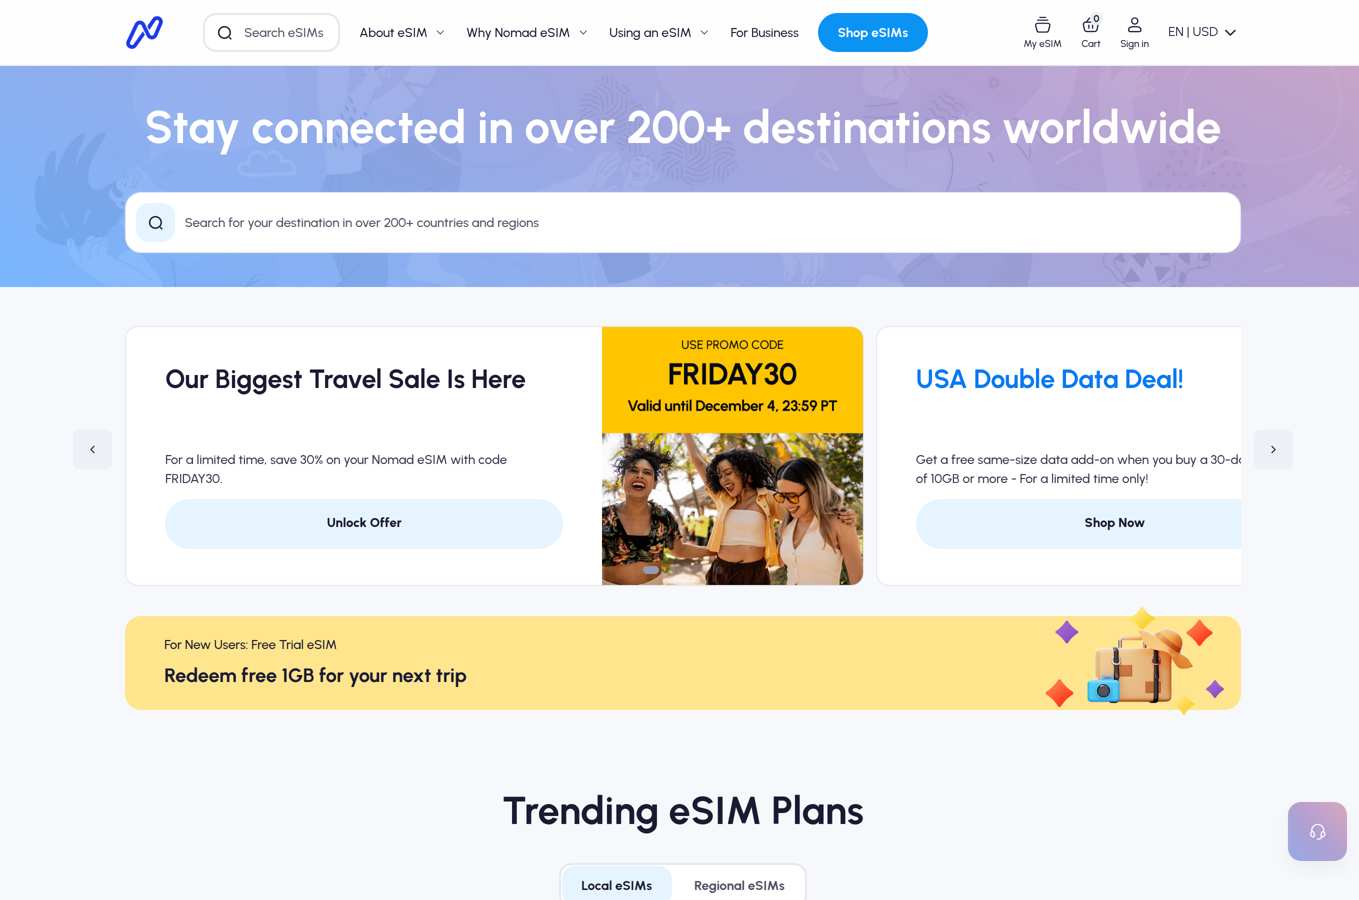 Search eSIMs
About eSIM
Why Nomad eSIM
Using an eSIM
For Business
Shop eSIMs
My eSIM
0
Cart
Sign in
EN | USD
Stay connected in over 200+ destinations worldwide
Search for your destination in over 200+ countries and regions
Our Biggest Travel Sale Is Here
For a limited time, save 30% on your Nomad eSIM with code
FRIDAY30.
Unlock Offer
USE PROMO CODE
FRIDAY30
Valid until December 4, 23:59 PT
USA Double Data Deal!
Get a free same-size data add-on when you buy a 30-da
of 10GB or more - For a limited time only!
Shop Now
For New Users: Free Trial eSIM
Redeem free 1GB for your next trip
Trending eSIM Plans
Local eSIMs
Regional eSIMs